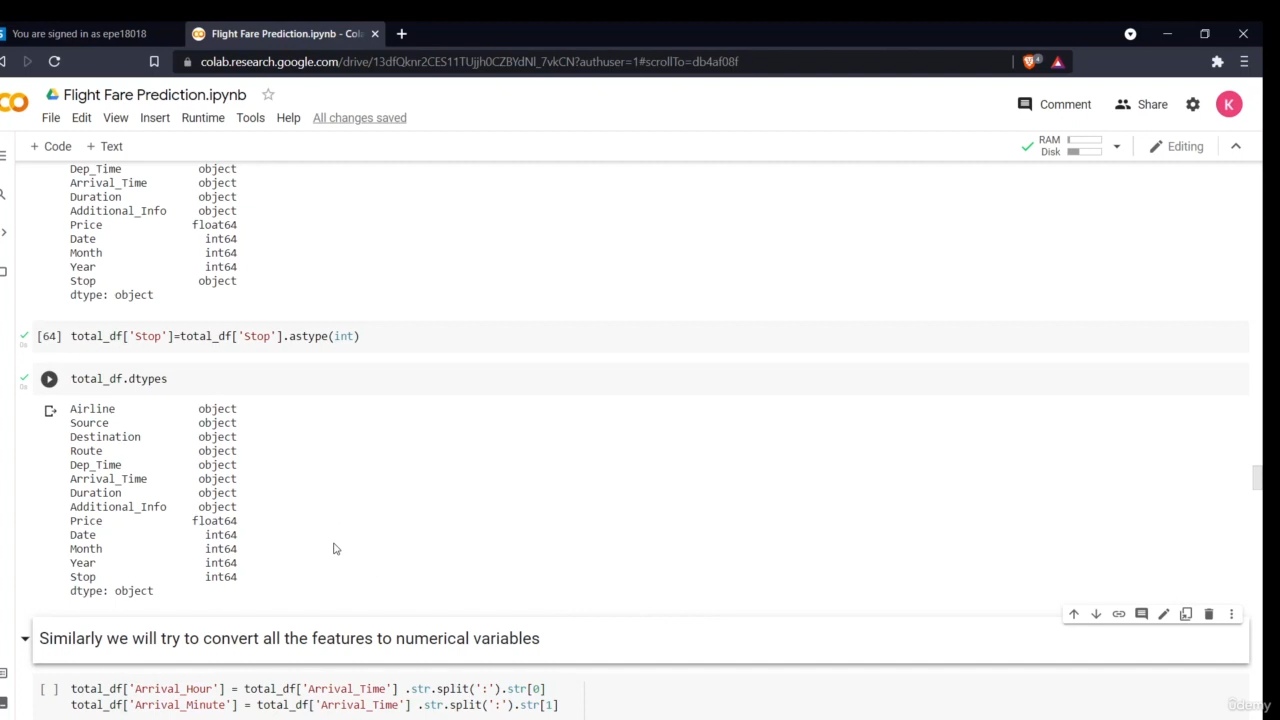 You are signed in as epe18018
Flight Fare Prediction.ipynb - Cola
colab.research.google.com/drive/13dfQknr2CES11TUjjh0CZBYdNl_7vkCN?authuser=1#scrollTo=db4af08f
4
Flight Fare Prediction.ipynb
Comment
Share
K
File Edit View Insert Runtime Tools Help All changes saved
+ Code + Text
RAM
Disk
Editing
Dep_Time object
Arrival_Time object
Duration object
Additional_Info object
Price float64
Date int64
Month int64
Year int64
Stop object
dtype: object
[64] total_df['Stop']=total_df['Stop'].astype(int)
0s
total_df.dtypes
0s
Airline object
Source object
Destination object
Route object
Dep_Time object
Arrival_Time object
Duration object
Additional_Info object
Price float64
Date int64
Month int64
Year int64
Stop int64
dtype: object
Similarly we will try to convert all the features to numerical variables
[ ] total_df['Arrival_Hour'] = total_df['Arrival_Time'] .str.split(':').str[0]
total_df['Arrival_Minute'] = total_df['Arrival_Time'] .str.split(':').str[1]
ûdemy